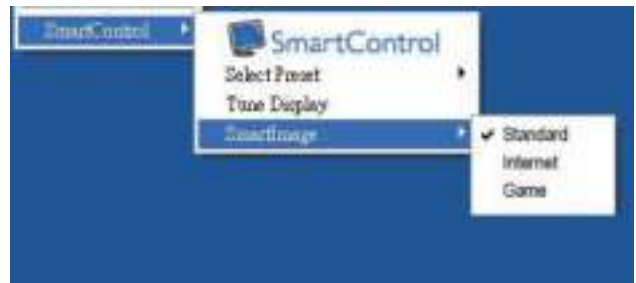 SmartControl
SmartControl
Select Preset
Tune Display
SmartImage
Standard
Internet
Game